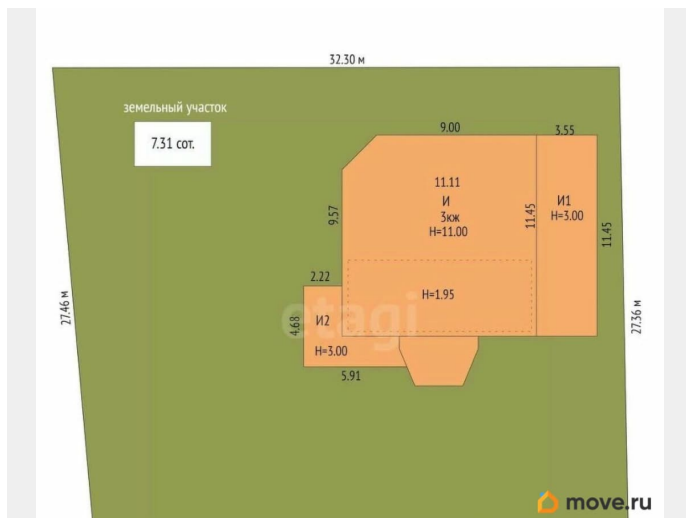 32.30 м
земельный участок
7.31 сот.
9.00
3.55
11.11
И
3кж
H=11.00
И1
H=3.00
9.57
11.45
11.45
2.22
H=1.95
etagi
27.46 м
4.68
И2
H=3.00
27.36 м
5.91
move.ru